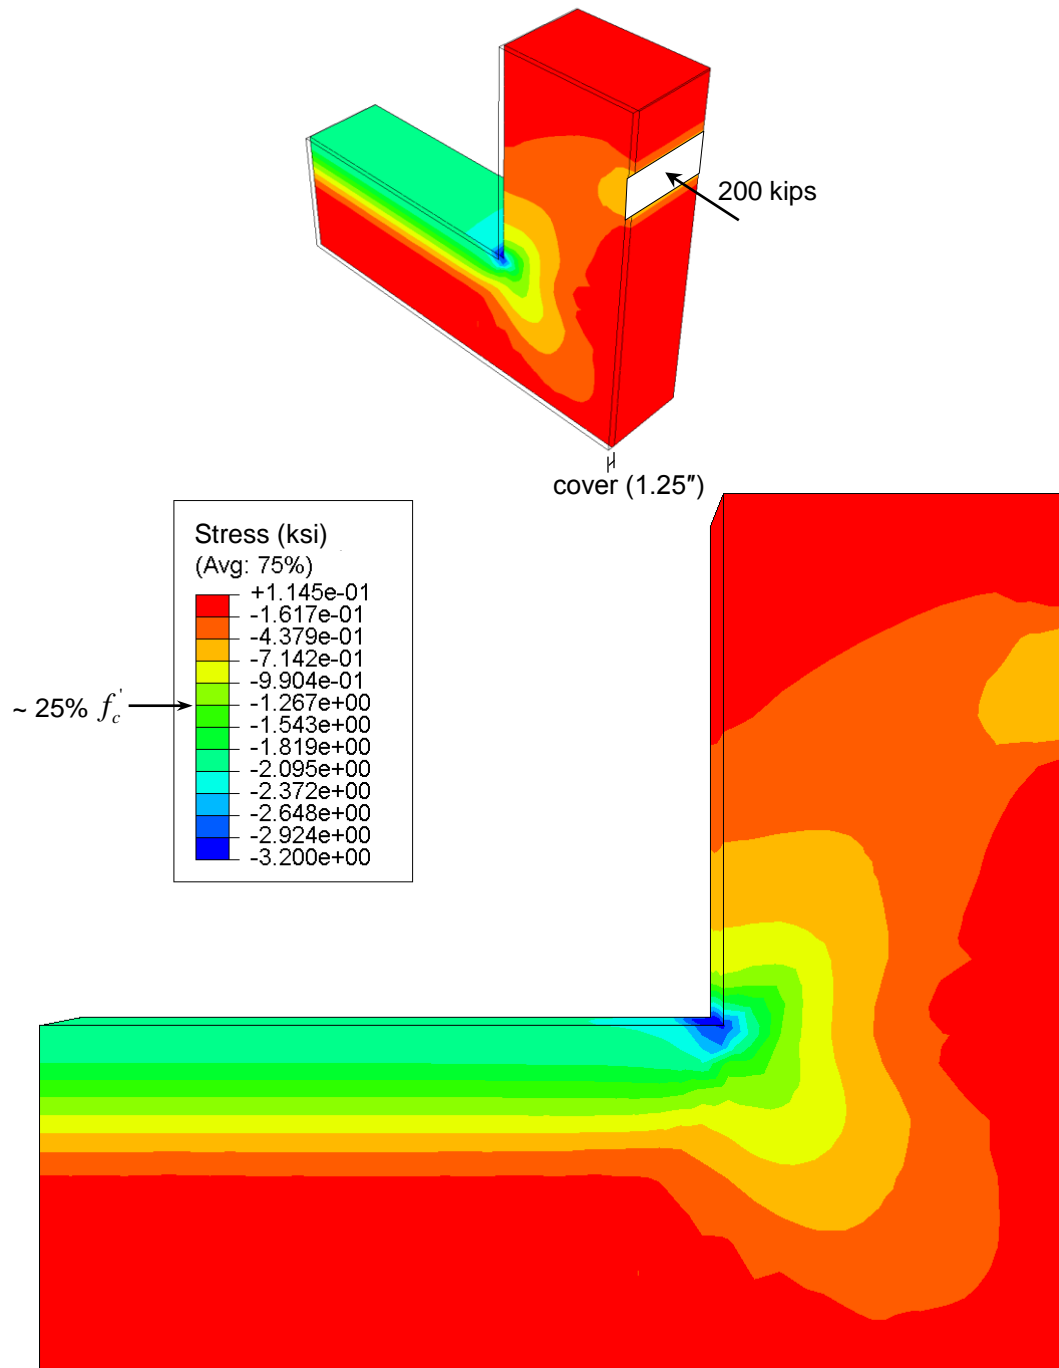 200 kips
cover (1.25″)
Stress (ksi)
(Avg: 75%)
+1.145e-01
-1.617e-01
-4.379e-01
-7.142e-01
-9.904e-01
-1.267e+00
-1.543e+00
-1.819e+00
-2.095e+00
-2.372e+00
-2.648e+00
-2.924e+00
-3.200e+00
~ 25% f'c